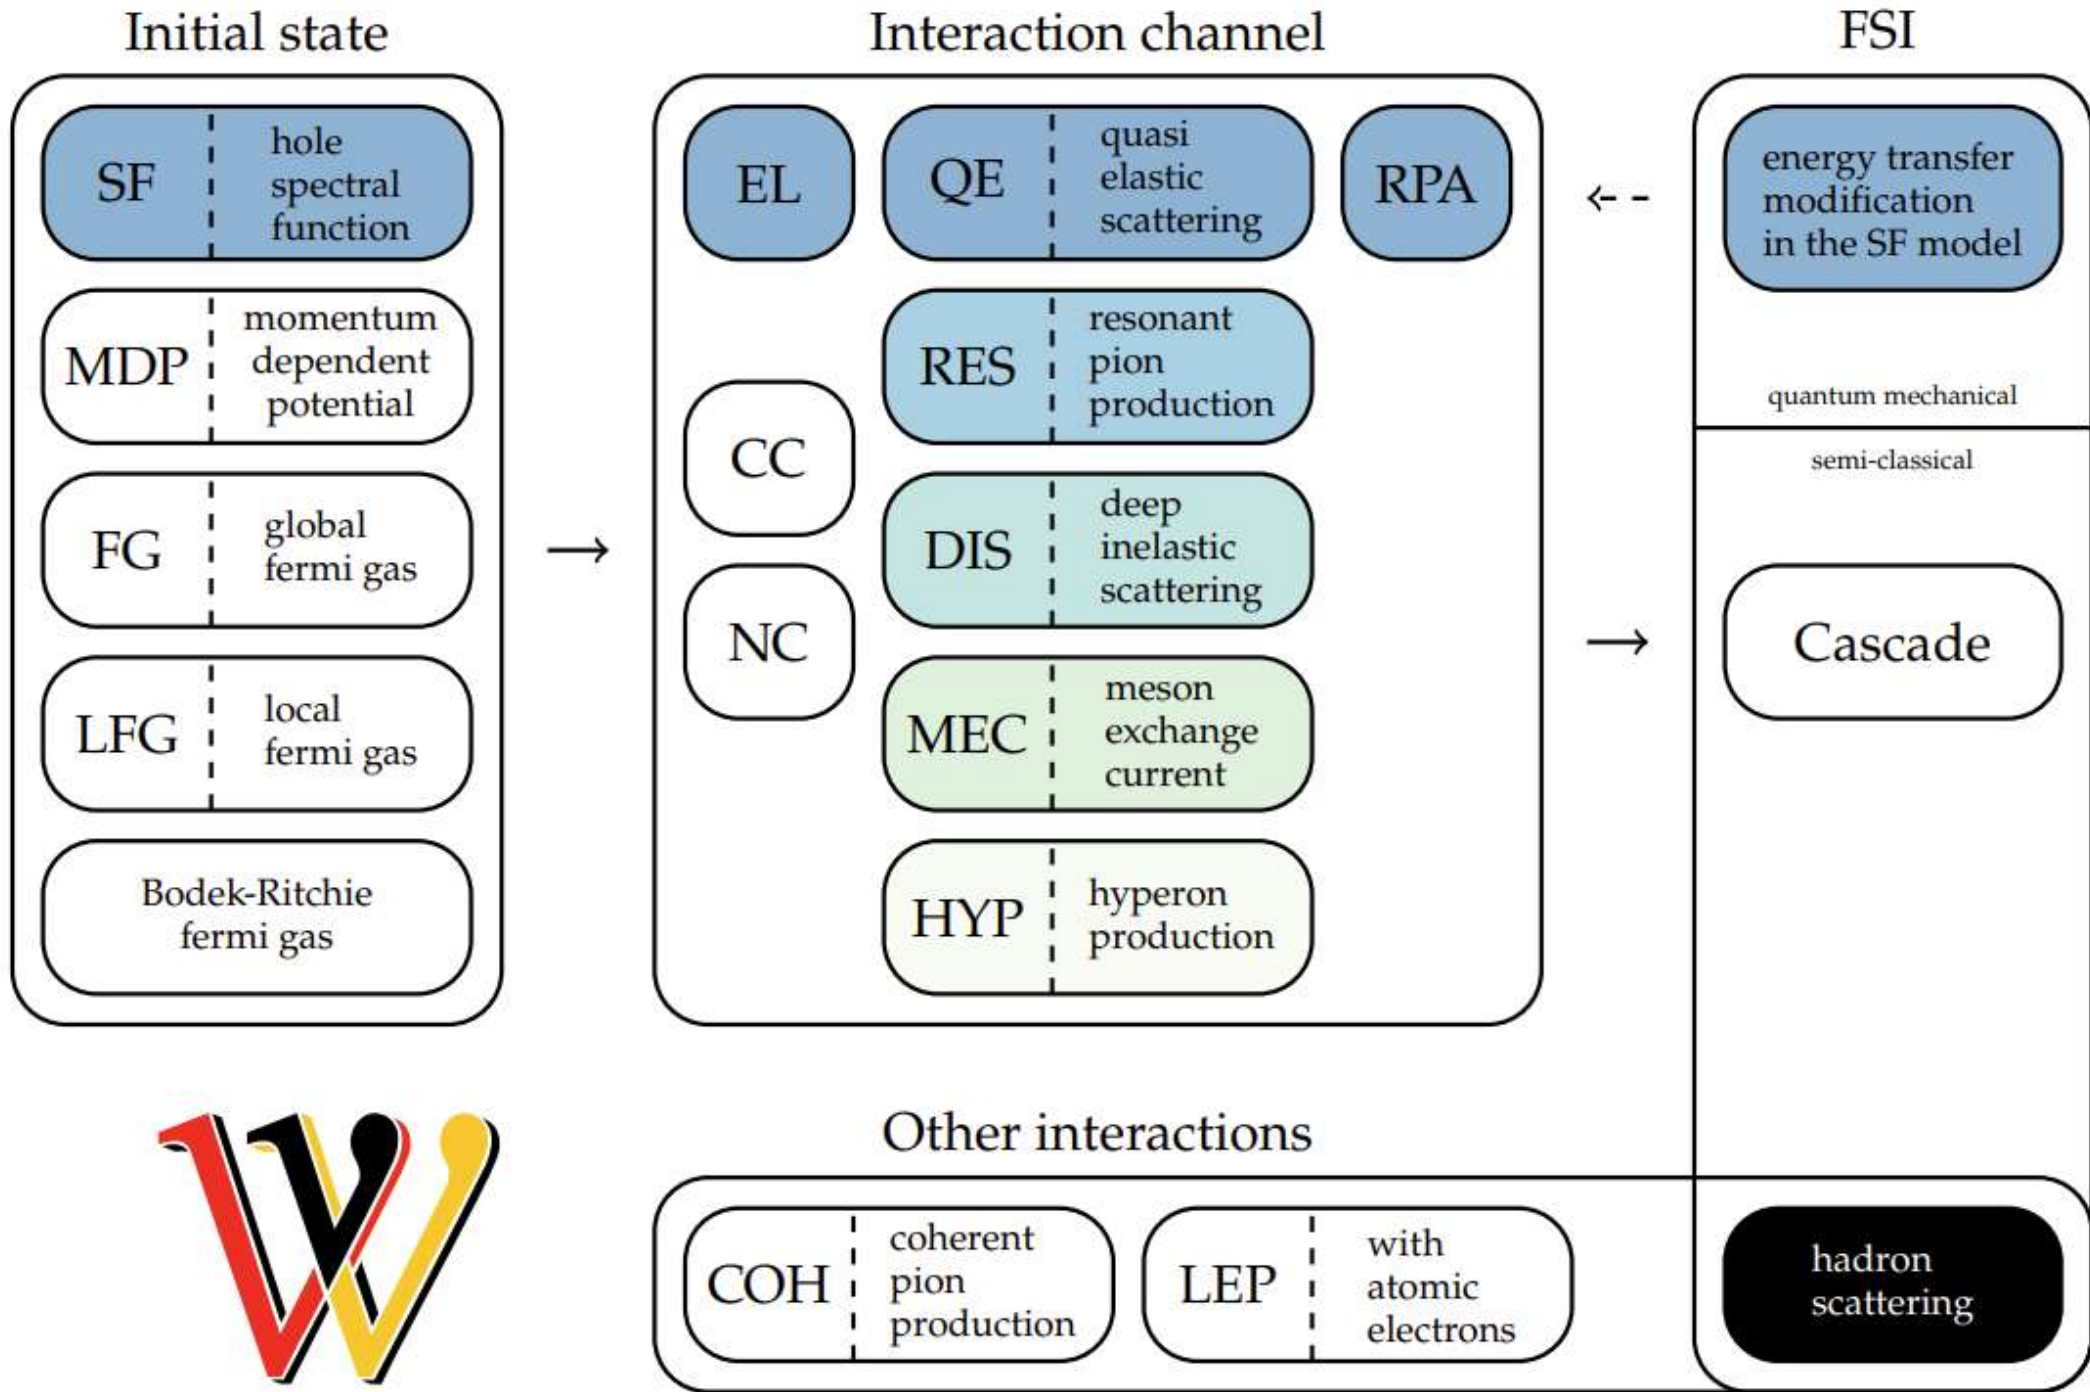 Initial state
SF
hole
spectral
function
MDP
momentum
dependent
potential
FG
global
fermi gas
LFG
local
fermi gas
Bodek-Ritchie
fermi gas
Interaction channel
EL
QE
quasi
elastic
scattering
RPA
RES
resonant
pion
production
CC
DIS
deep
inelastic
scattering
NC
MEC
meson
exchange
current
HYP
hyperon
production
FSI
energy transfer
modification
in the SF model
quantum mechanical
semi-classical
Cascade
Other interactions
COH
coherent
pion
production
LEP
with
atomic
electrons
hadron
scattering
W